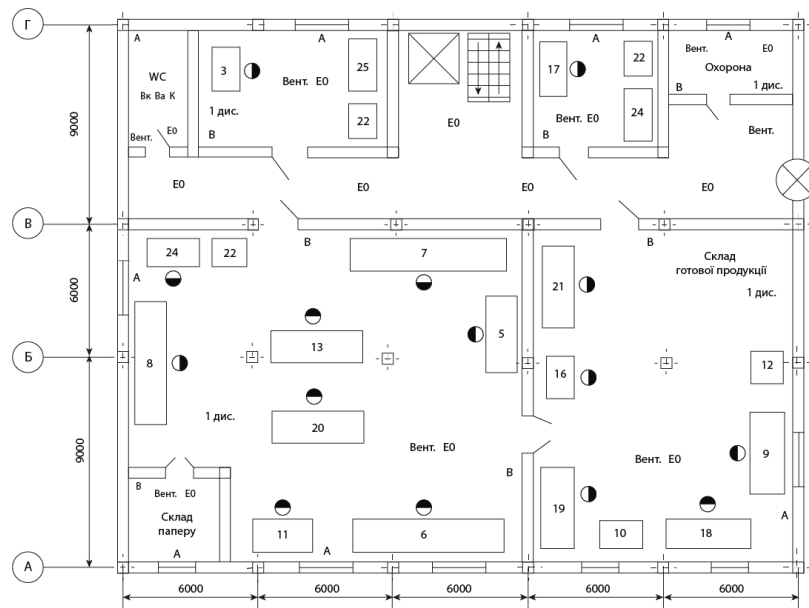 Г
А
А
А
А
3
25
17
22
Вент.
Е0
WC
Вент. Е0
Охорона
Вк Ва К
1 дис.
В
22
Вент. Е0
24
1 дис.
9000
Е0
Вент.
Вент.
Е0
В
В
Е0
Е0
Е0
Е0
В
В
В
24
22
7
Склад
готової продукції
А
21
1 дис.
6000
5
13
Б
8
12
16
1 дис.
20
9000
Вент. Е0
9
Вент. Е0
В
В
Вент. Е0
19
Склад
паперу
А
11
6
10
18
А
А
А
6000
6000
6000
6000
6000